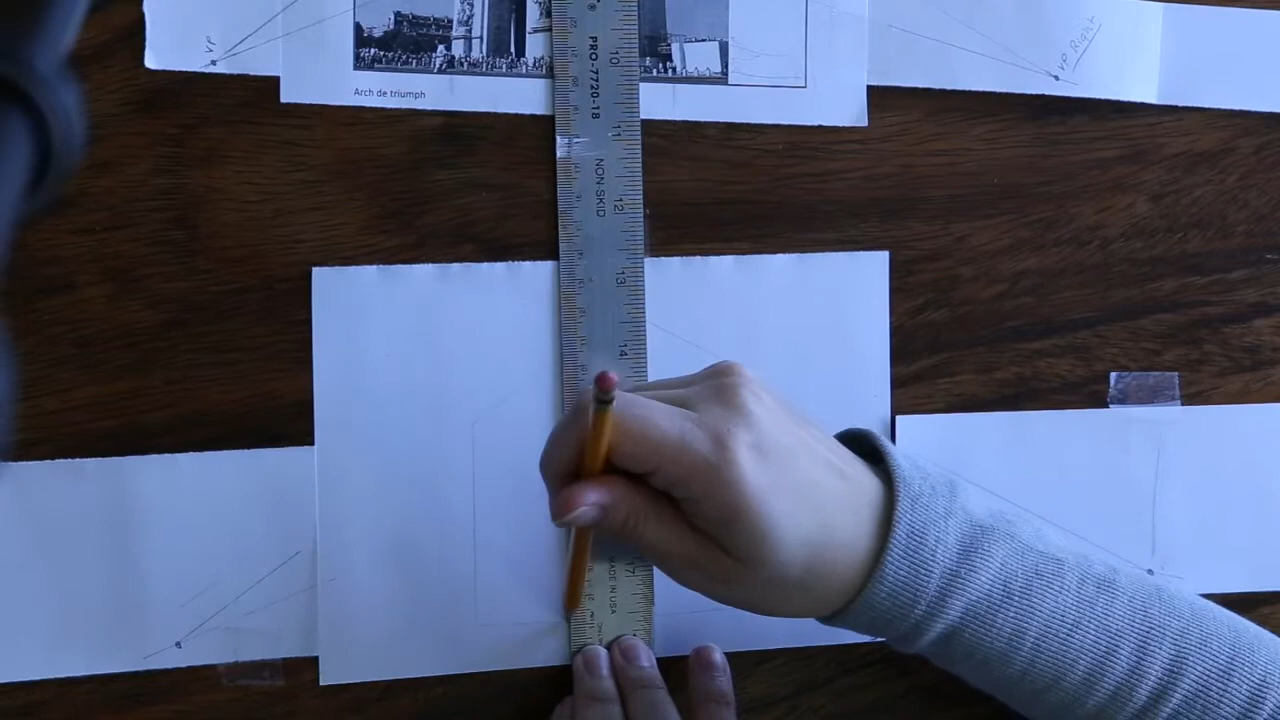 VP
VP Right
Arch de triumph
®
PRO-7720-18
10
11
NON-SKID
12
13
14
17
MADE IN USA